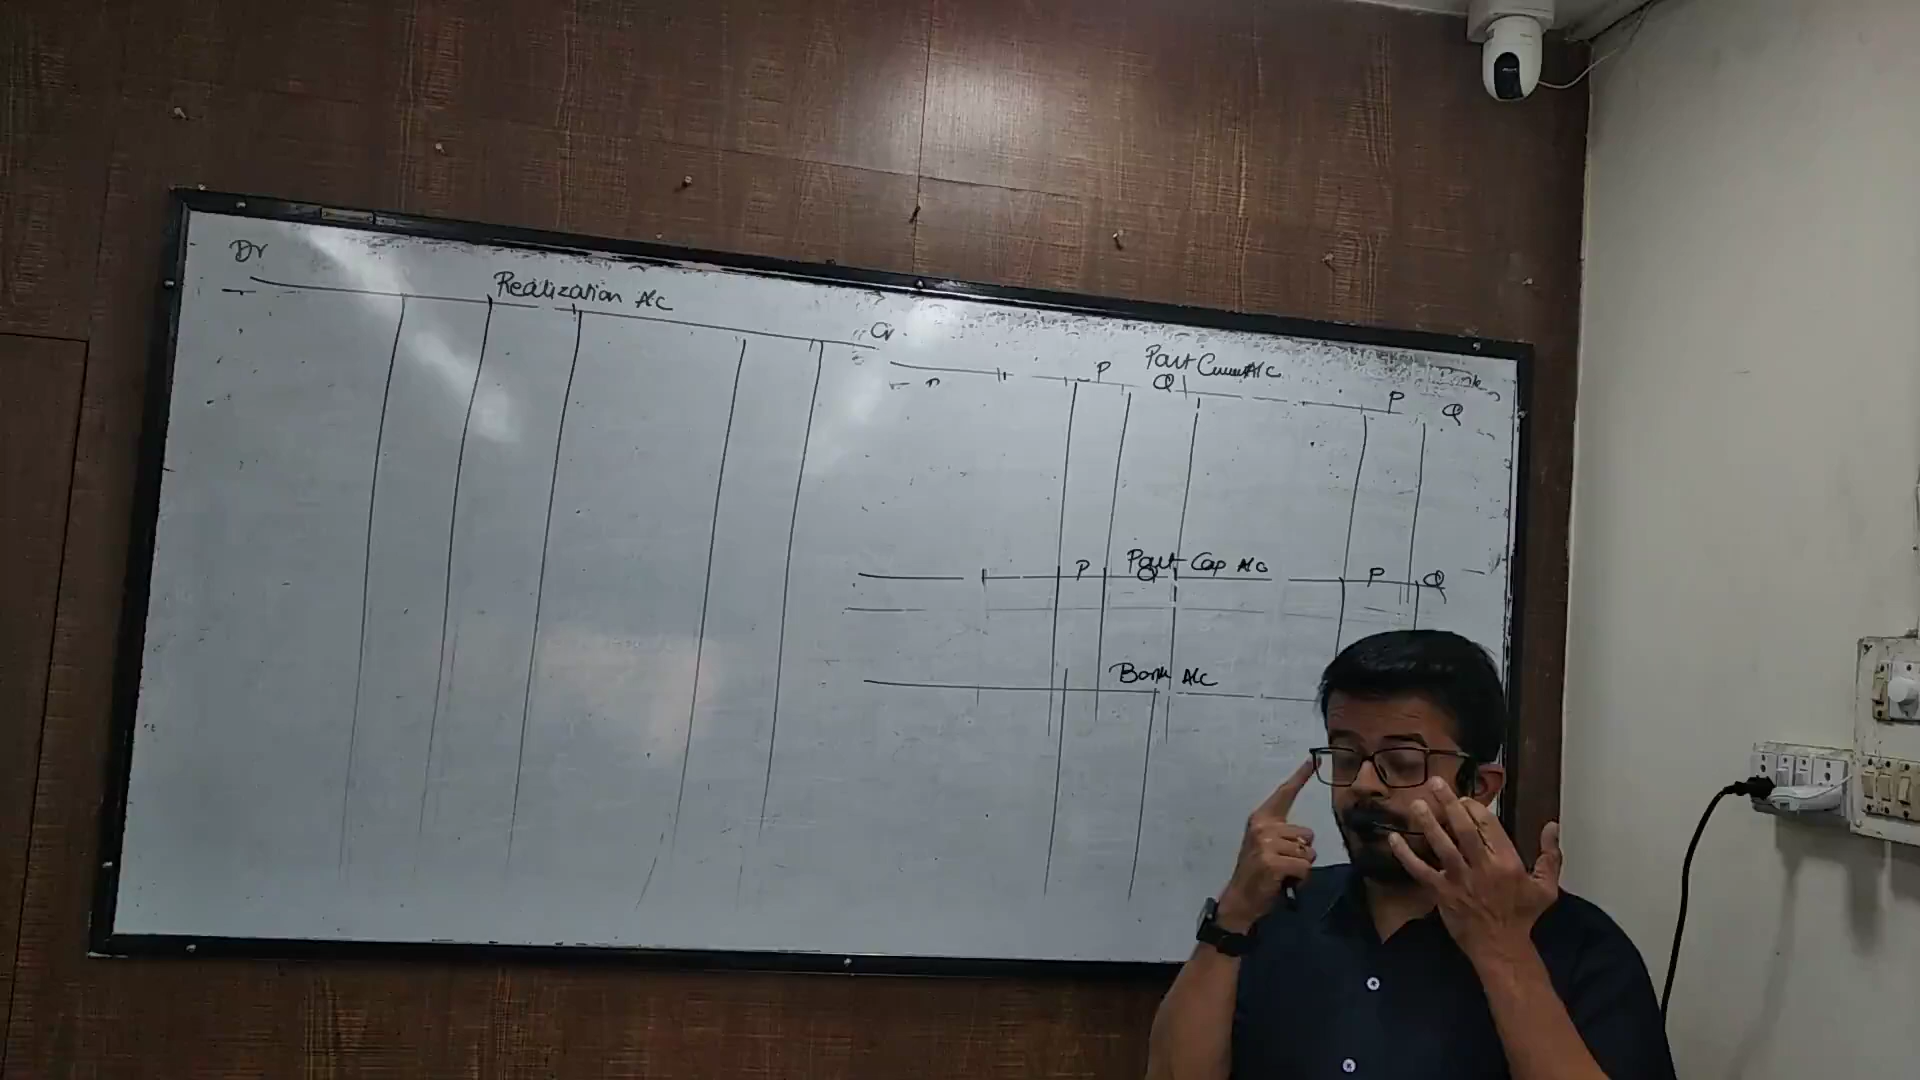 Dr
Realization A/c
Cr
Part Curr A/c
P Q P Q
Part Cap A/c
P Q P Q
Bank A/c